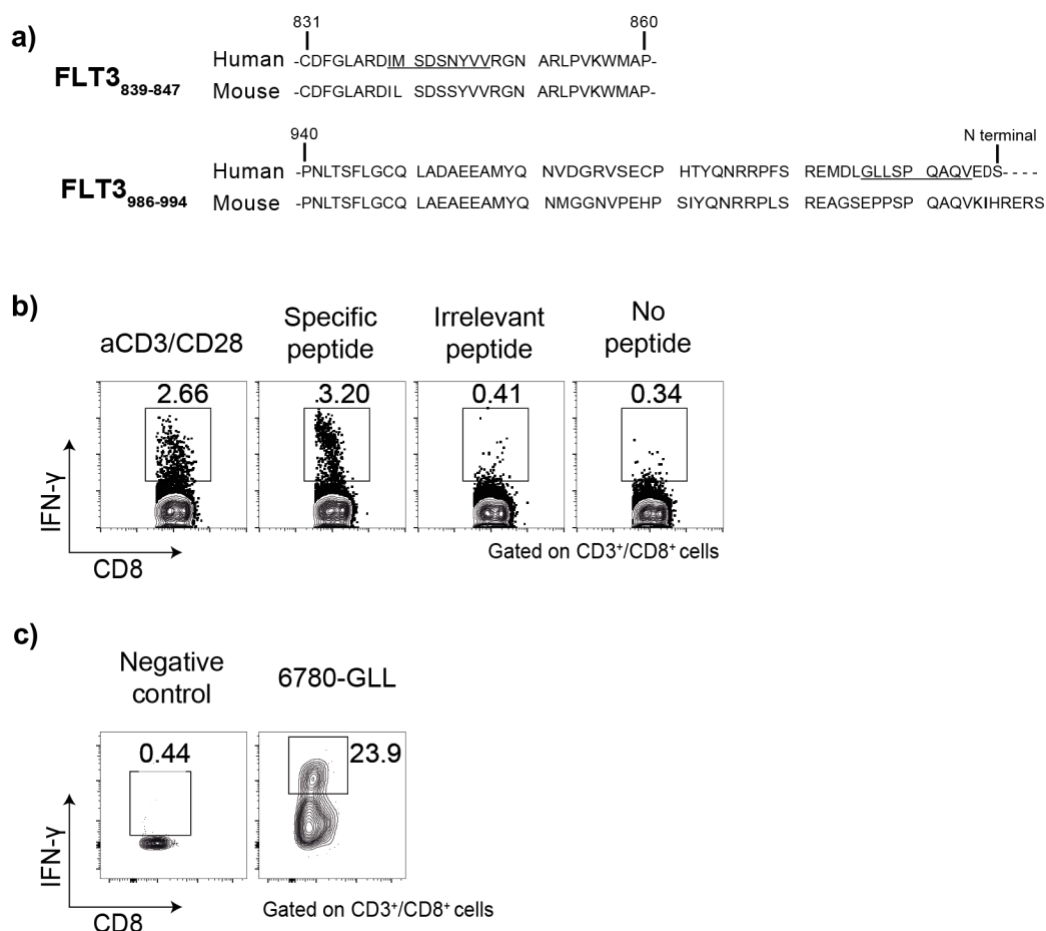 a)
831 860
FLT3839-847
Human -CDFGLARDIM SDSNYVVRGN ARLPVKWMAP-
Mouse -CDFGLARDIL SDSSYVVRGN ARLPVKWMAP-
940 N terminal
FLT3986-994
Human -PNLTSFLGCQ LADAEEAMYQ NVDGRVSECP HTYQNRRPFS REMDLGLLSP QAQVEDS----
Mouse -PNLTSFLGCQ LAEAEEAMYQ NMGGNVPEHP SIYQNRRPLS REAGSEPPSP QAQVKIHRERS
b)
aCD3/CD28
Specific
peptide
Irrelevant
peptide
No
peptide
2.66
3.20
0.41
0.34
IFN-γ
CD8
Gated on CD3+/CD8+ cells
c)
Negative
control
6780-GLL
0.44
23.9
IFN-γ
CD8
Gated on CD3+/CD8+ cells